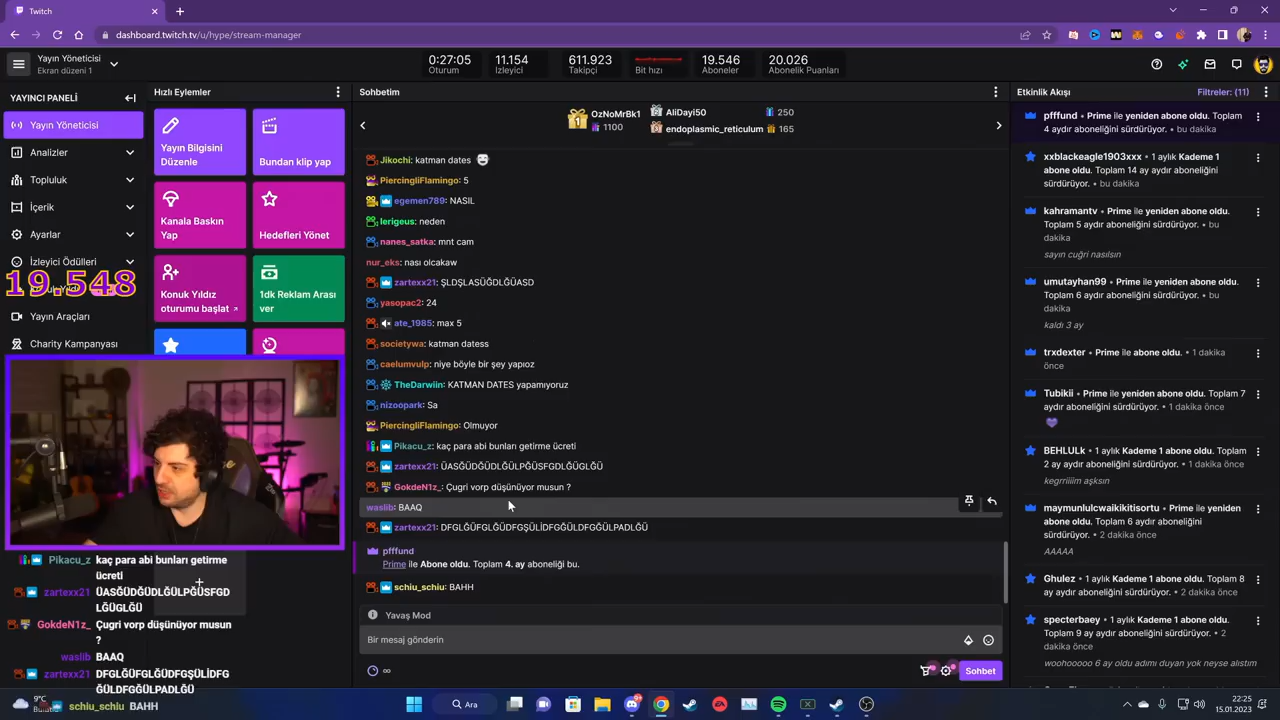 Twitch
dashboard.twitch.tv/u/hype/stream-manager
Yayın Yöneticisi
Ekran düzeni 1
0:27:05
Oturum
11.154
İzleyici
611.923
Takipçi
Bit hızı
19.546
Aboneler
20.026
Abonelik Puanları
YAYINCI PANELİ
Yayın Yöneticisi
Analizler
Topluluk
İçerik
Ayarlar
İzleyici Ödülleri
19,548
Yayın Araçları
Charity Kampanyası
Hızlı Eylemler
Yayın Bilgisini
Düzenle
Bundan klip yap
Kanala Baskın
Yap
Hedefleri Yönet
Konuk Yıldız
oturumu başlat
1dk Reklam Arası
ver
Sohbetim
1
OzNoMrBk1
1100
AliDayi50
250
endoplasmic_reticulum
165
Jikochi: katman dates
PiercingliFlamingo: 5
egemen789: NASIL
lerigeus: neden
nanes_satka: mnt cam
nur_eks: nası olcakaw
zartexx21: ŞLDŞLASÜĞDLĞÜASD
yasopac2: 24
ate_1985: max 5
societywa: katman datess
caelumvulp: niye böyle bir şey yapıoz
TheDarwiin: KATMAN DATES yapamıyoruz
nizoopark: Sa
PiercingliFlamingo: Olmuyor
Pikacu_z: kaç para abi bunları getirme ücreti
zartexx21: ÜASĞÜDĞÜDLĞÜLPĞÜSFGDLĞÜGLĞÜ
GokdeN1z_: Çugri vorp düşünüyor musun ?
waslib: BAAQ
zartexx21: DFGLĞÜFGLĞÜDFGŞÜLİDFGĞÜLDFGĞÜLPADLĞÜ
pfffund
Prime ile Abone oldu. Toplam 4. ay aboneliği bu.
schiu_schiu: BAHH
Yavaş Mod
Bir mesaj gönderin
∞
Sohbet
Etkinlik Akışı
Filtreler: (11)
pfffund • Prime ile yeniden abone oldu. Toplam
4 aydır aboneliğini sürdürüyor. • bu dakika
xxblackeagle1903xxx • 1 aylık Kademe 1
abone oldu. Toplam 14 ay aydır aboneliğini
sürdürüyor. • bu dakika
kahramantv • Prime ile yeniden abone oldu.
Toplam 5 aydır aboneliğini sürdürüyor. • bu
dakika
sayın cuğri nasılsın
umutayhan99 • Prime ile yeniden abone oldu.
Toplam 6 aydır aboneliğini sürdürüyor. • bu
dakika
kaldı 3 ay
trxdexter • Prime ile abone oldu. • 1 dakika
önce
Tubikii • Prime ile yeniden abone oldu. Toplam 7
aydır aboneliğini sürdürüyor. • 1 dakika önce
BEHLULk • 1 aylık Kademe 1 abone oldu. Toplam
2 ay aydır aboneliğini sürdürüyor. • 1 dakika önce
kegriiiim aşksın
maymunlulcwaikikitisortu • Prime ile yeniden
abone oldu. Toplam 6 aydır aboneliğini
sürdürüyor. • 2 dakika önce
AAAAA
Ghulez • 1 aylık Kademe 1 abone oldu. Toplam 8
ay aydır aboneliğini sürdürüyor. • 2 dakika önce
specterbaey • 1 aylık Kademe 1 abone oldu.
Toplam 9 ay aydır aboneliğini sürdürüyor. • 2
dakika önce
woohooooo 6 ay oldu adımı duyan yok neyse alıstım
Pikacu_z kaç para abi bunları getirme
ücreti
zartexx21 ÜASĞÜDĞÜDLĞÜLPĞÜSFGD
LĞÜGLĞÜ
GokdeN1z_ Çugri vorp düşünüyor musun
?
waslib BAAQ
zartexx21 DFGLĞÜFGLĞÜDFGŞÜLİDFG
ĞÜLDFGĞÜLPADLĞÜ
schiu_schiu BAHH
9°C
Ara
22:25
15.01.2023